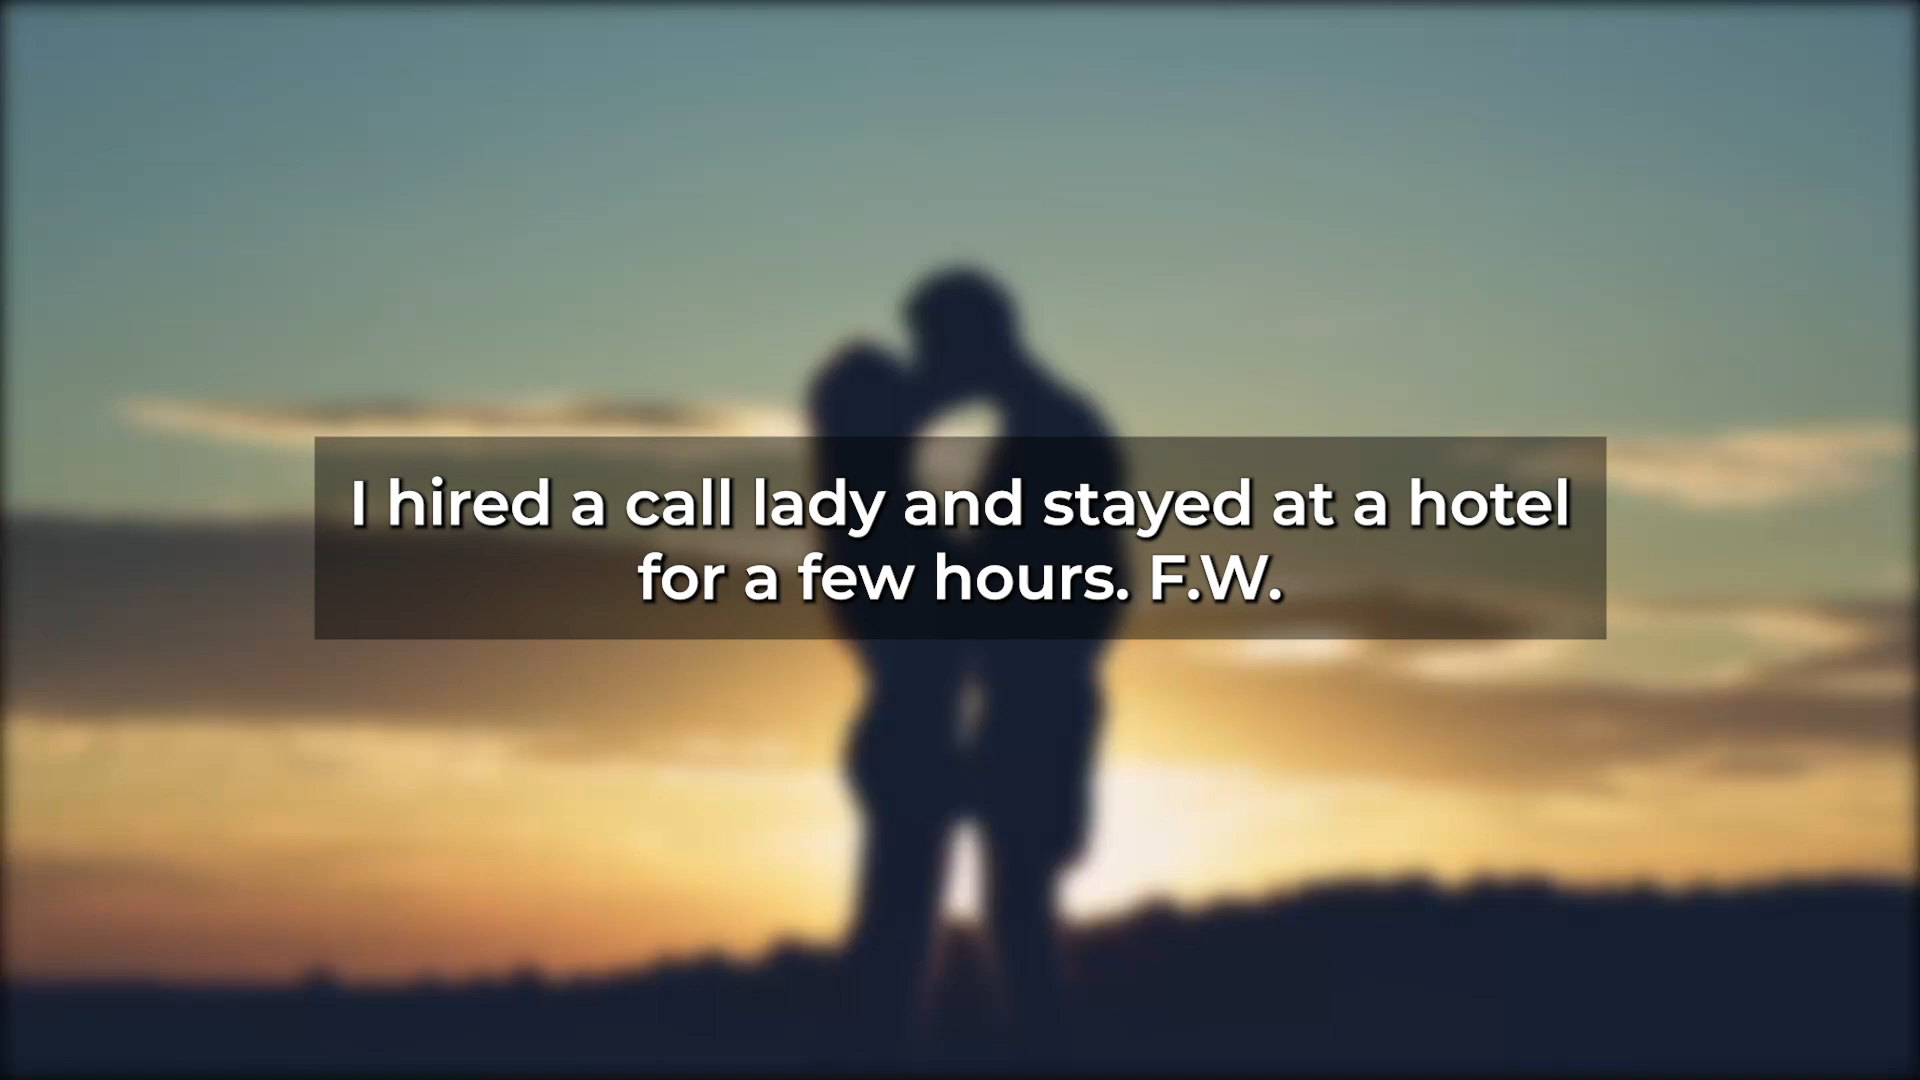 I hired a call lady and stayed at a hotel
for a few hours. F.W.